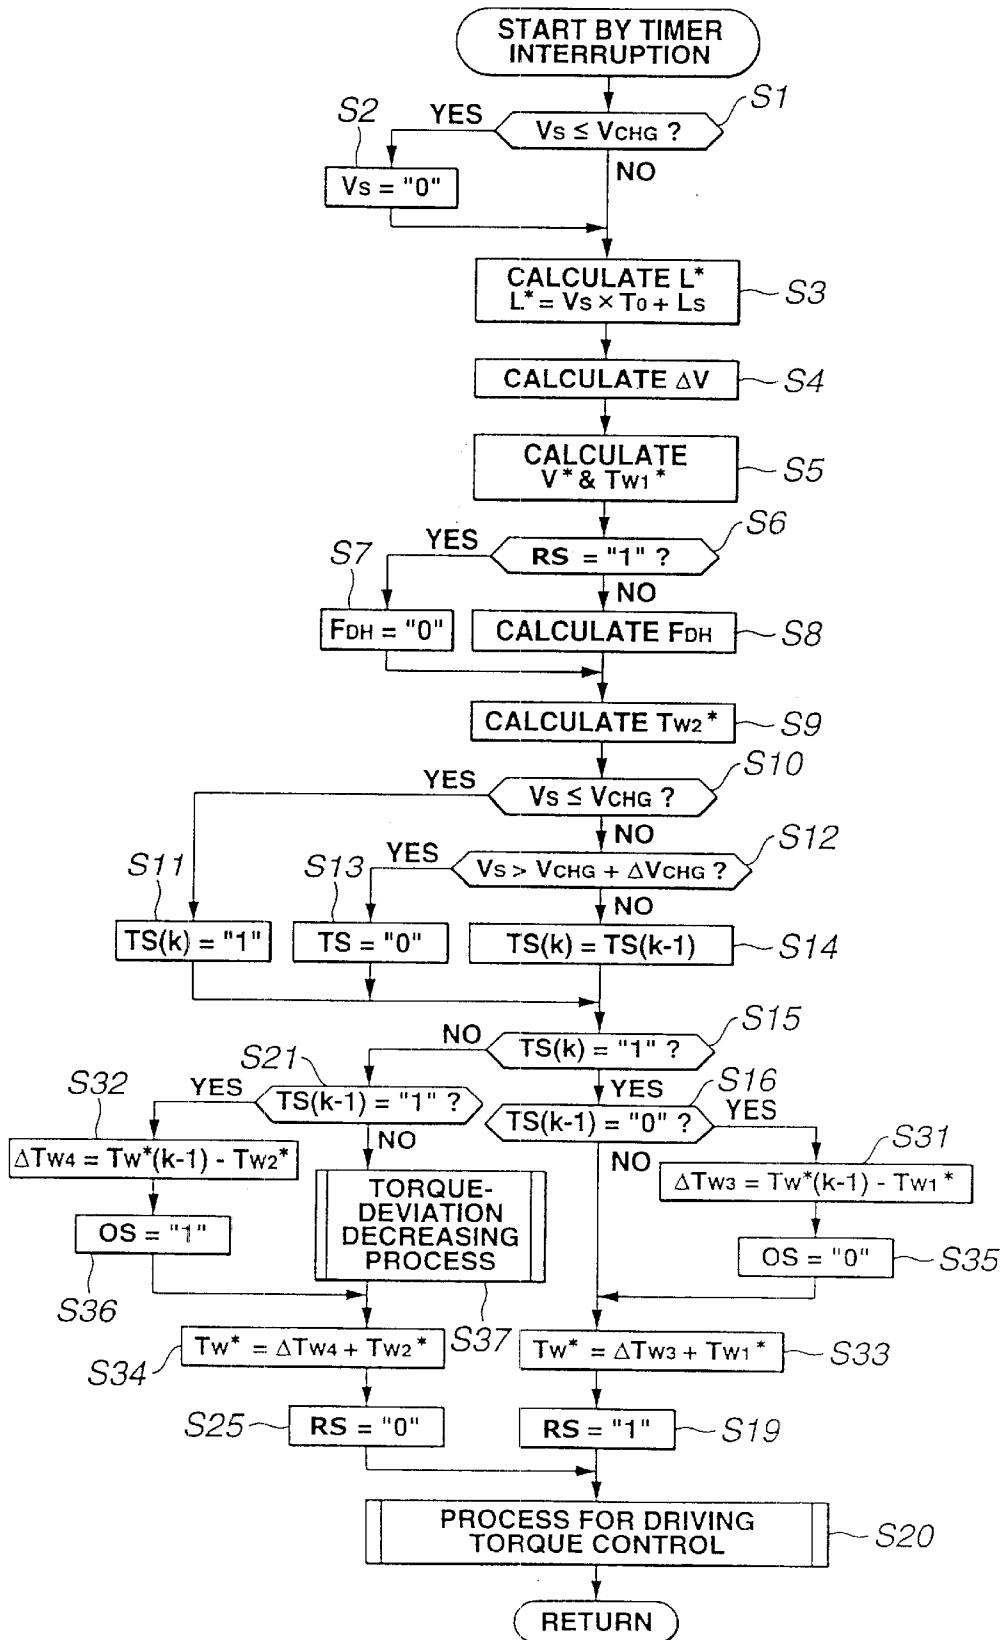 START BY TIMER
INTERRUPTION
S1
YES
Vs ≤ VCHG ?
S2
NO
Vs = "0"
CALCULATE L*
L* = Vs × T0 + Ls
S3
CALCULATE ΔV
S4
CALCULATE
V* & TW1*
S5
S6
YES
RS = "1" ?
S7
NO
FDH = "0"
CALCULATE FDH
S8
CALCULATE TW2*
S9
S10
YES
Vs ≤ VCHG ?
NO
S12
YES
Vs > VCHG + ΔVCHG ?
S11
S13
NO
TS(k) = "1"
TS = "0"
TS(k) = TS(k-1)
S14
S15
NO
TS(k) = "1" ?
S21
YES
S16
S32
YES
TS(k-1) = "1" ?
TS(k-1) = "0" ?
YES
NO
S31
ΔTW4 = TW*(k-1) - TW2*
NO
ΔTW3 = TW*(k-1) - TW1*
TORQUE-
DEVIATION
DECREASING
PROCESS
OS = "1"
OS = "0"
S35
S36
S37
TW* = ΔTW4 + TW2*
S34
TW* = ΔTW3 + TW1*
S33
S25
RS = "0"
RS = "1"
S19
PROCESS FOR DRIVING
TORQUE CONTROL
S20
RETURN